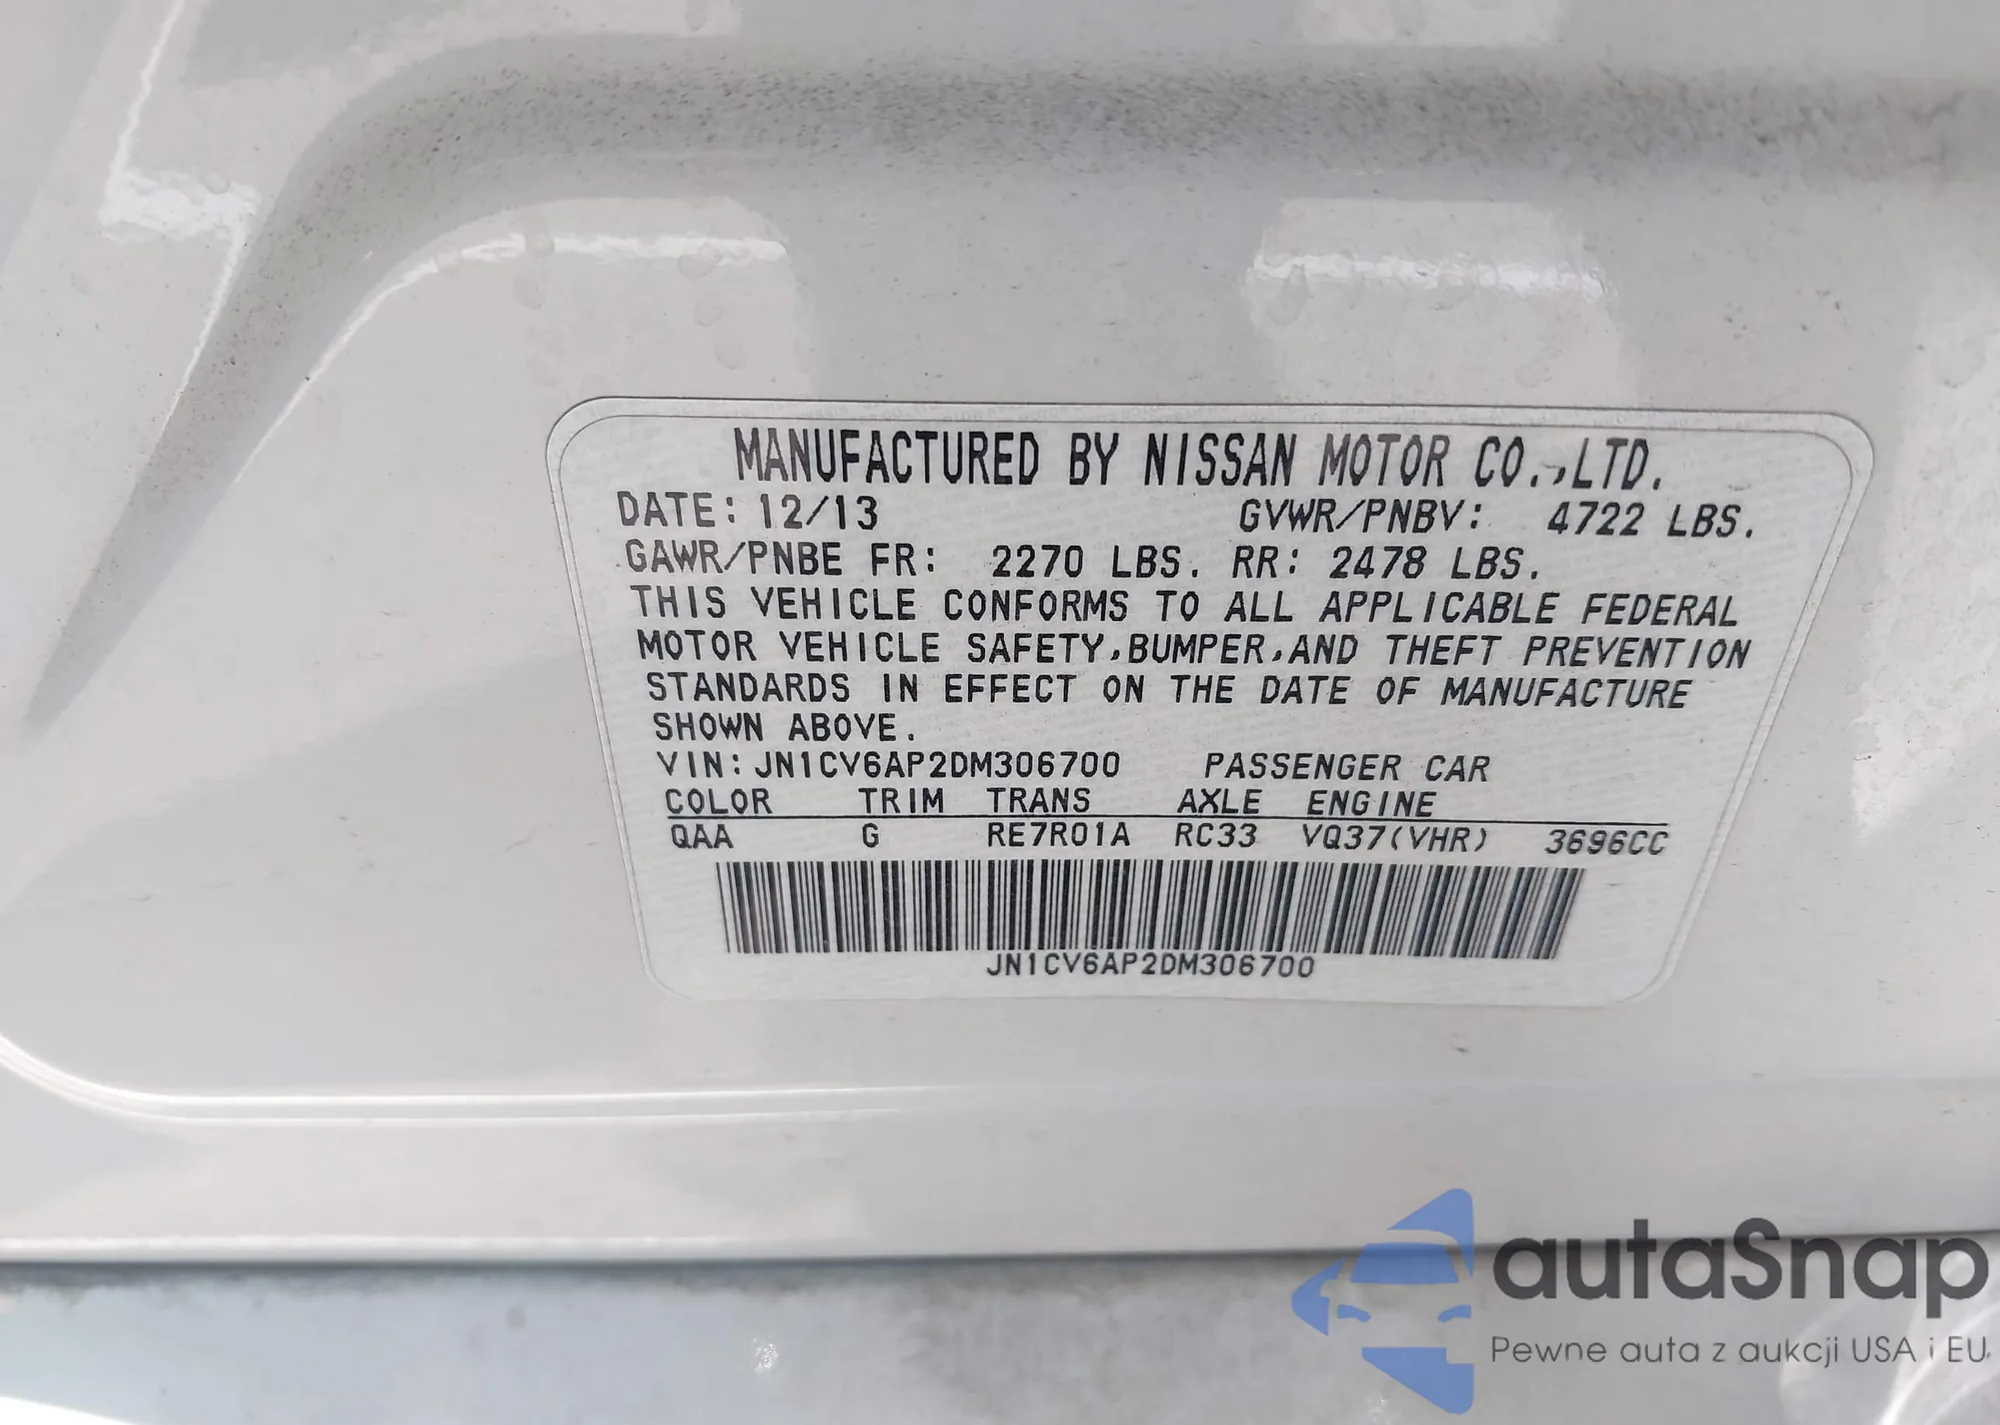 MANUFACTURED BY NISSAN MOTOR CO.,LTD.
DATE: 12/13 GVWR/PNBV: 4722 LBS.
GAWR/PNBE FR: 2270 LBS. RR: 2478 LBS.
THIS VEHICLE CONFORMS TO ALL APPLICABLE FEDERAL
MOTOR VEHICLE SAFETY,BUMPER,AND THEFT PREVENTION
STANDARDS IN EFFECT ON THE DATE OF MANUFACTURE
SHOWN ABOVE.
VIN: JN1CV6AP2DM306700 PASSENGER CAR
COLOR TRIM TRANS AXLE ENGINE
QAA G RE7R01A RC33 VQ37(VHR) 3696CC
JN1CV6AP2DM306700
autaSnap
Pewne auta z aukcji USA i EU